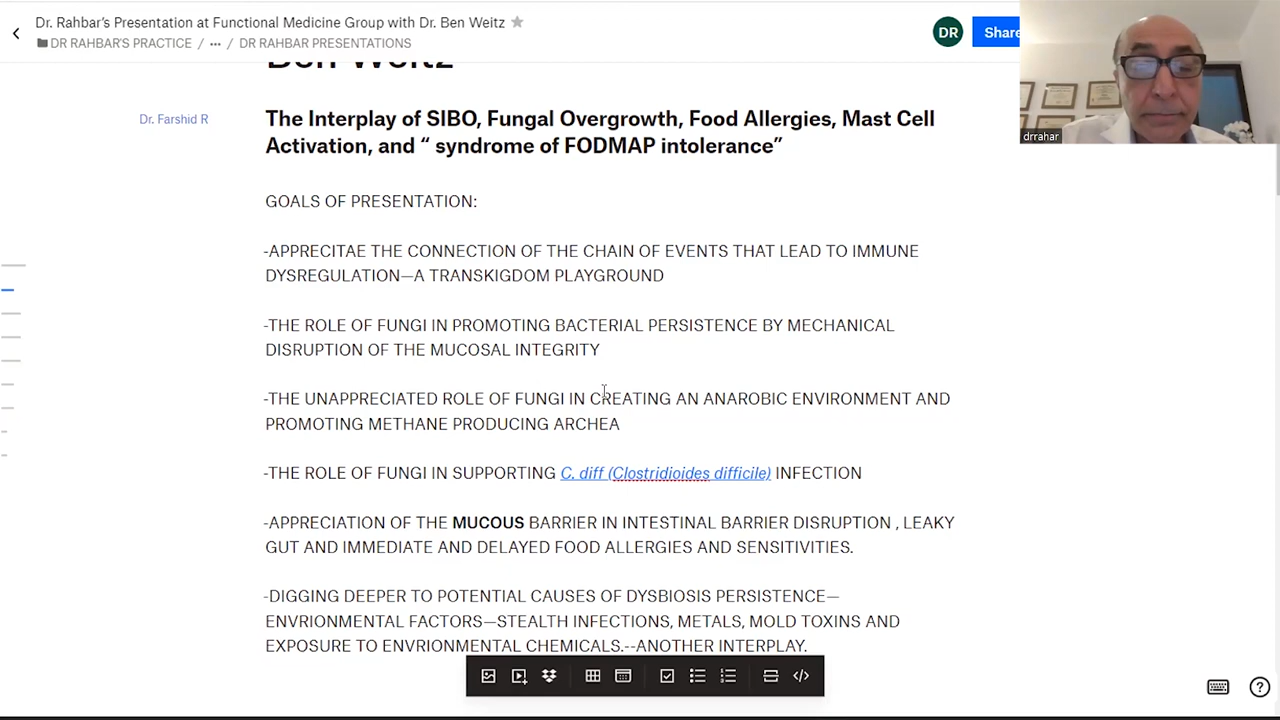 Dr. Rahbar's Presentation at Functional Medicine Group with Dr. Ben Weitz
DR RAHBAR'S PRACTICE / ••• / DR RAHBAR PRESENTATIONS
DR
Share
drrahar
Ben Weitz
Dr. Farshid R
The Interplay of SIBO, Fungal Overgrowth, Food Allergies, Mast Cell
Activation, and “ syndrome of FODMAP intolerance”
GOALS OF PRESENTATION:
-APPRECITAE THE CONNECTION OF THE CHAIN OF EVENTS THAT LEAD TO IMMUNE
DYSREGULATION—A TRANSKIGDOM PLAYGROUND
-THE ROLE OF FUNGI IN PROMOTING BACTERIAL PERSISTENCE BY MECHANICAL
DISRUPTION OF THE MUCOSAL INTEGRITY
-THE UNAPPRECIATED ROLE OF FUNGI IN CREATING AN ANAROBIC ENVIRONMENT AND
PROMOTING METHANE PRODUCING ARCHEA
-THE ROLE OF FUNGI IN SUPPORTING C. diff (Clostridioides difficile) INFECTION
-APPRECIATION OF THE MUCOUS BARRIER IN INTESTINAL BARRIER DISRUPTION , LEAKY
GUT AND IMMEDIATE AND DELAYED FOOD ALLERGIES AND SENSITIVITIES.
-DIGGING DEEPER TO POTENTIAL CAUSES OF DYSBIOSIS PERSISTENCE—
ENVRIONMENTAL FACTORS—STEALTH INFECTIONS, METALS, MOLD TOXINS AND
EXPOSURE TO ENVRIONMENTAL CHEMICALS.--ANOTHER INTERPLAY.